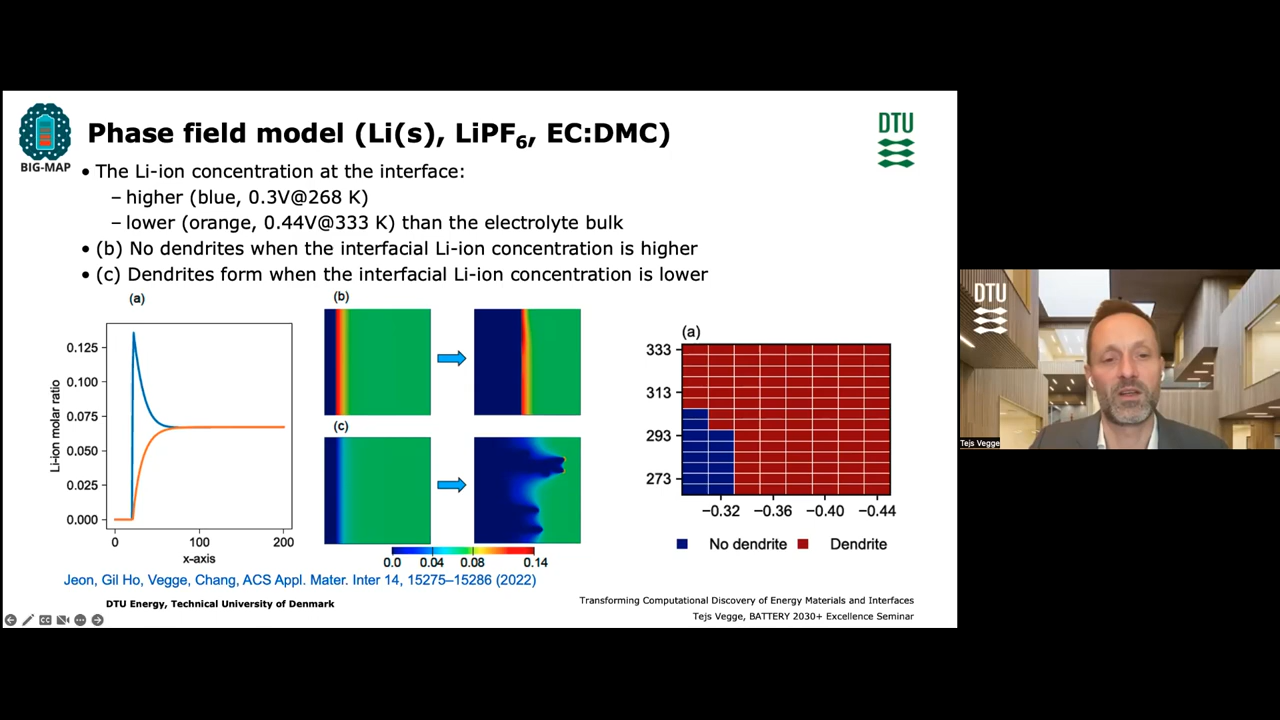 BIG-MAP
Phase field model (Li(s), LiPF6, EC:DMC)
DTU
• The Li-ion concentration at the interface:
– higher (blue, 0.3V@268 K)
– lower (orange, 0.44V@333 K) than the electrolyte bulk
• (b) No dendrites when the interfacial Li-ion concentration is higher
• (c) Dendrites form when the interfacial Li-ion concentration is lower
(a)
Li-ion molar ratio
0.125
0.100
0.075
0.050
0.025
0.000
0 100 200
x-axis
(b)
(c)
0.0 0.04 0.08 0.14
(a)
333
313
293
273
−0.32 −0.36 −0.40 −0.44
No dendrite Dendrite
Jeon, Gil Ho, Vegge, Chang, ACS Appl. Mater. Inter 14, 15275–15286 (2022)
DTU Energy, Technical University of Denmark
Transforming Computational Discovery of Energy Materials and Interfaces
Tejs Vegge, BATTERY 2030+ Excellence Seminar
CC
DTU
Tejs Vegge